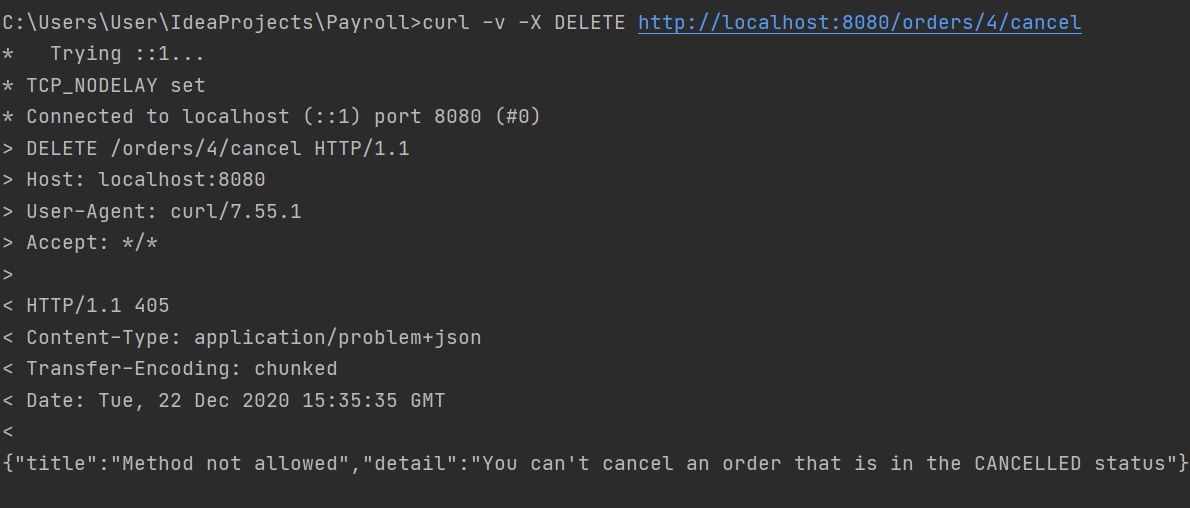 C:\Users\User\IdeaProjects\Payroll>curl -v -X DELETE http://localhost:8080/orders/4/cancel
*   Trying ::1...
* TCP_NODELAY set
* Connected to localhost (::1) port 8080 (#0)
> DELETE /orders/4/cancel HTTP/1.1
> Host: localhost:8080
> User-Agent: curl/7.55.1
> Accept: */*
>
< HTTP/1.1 405
< Content-Type: application/problem+json
< Transfer-Encoding: chunked
< Date: Tue, 22 Dec 2020 15:35:35 GMT
<
{"title":"Method not allowed","detail":"You can't cancel an order that is in the CANCELLED status"}